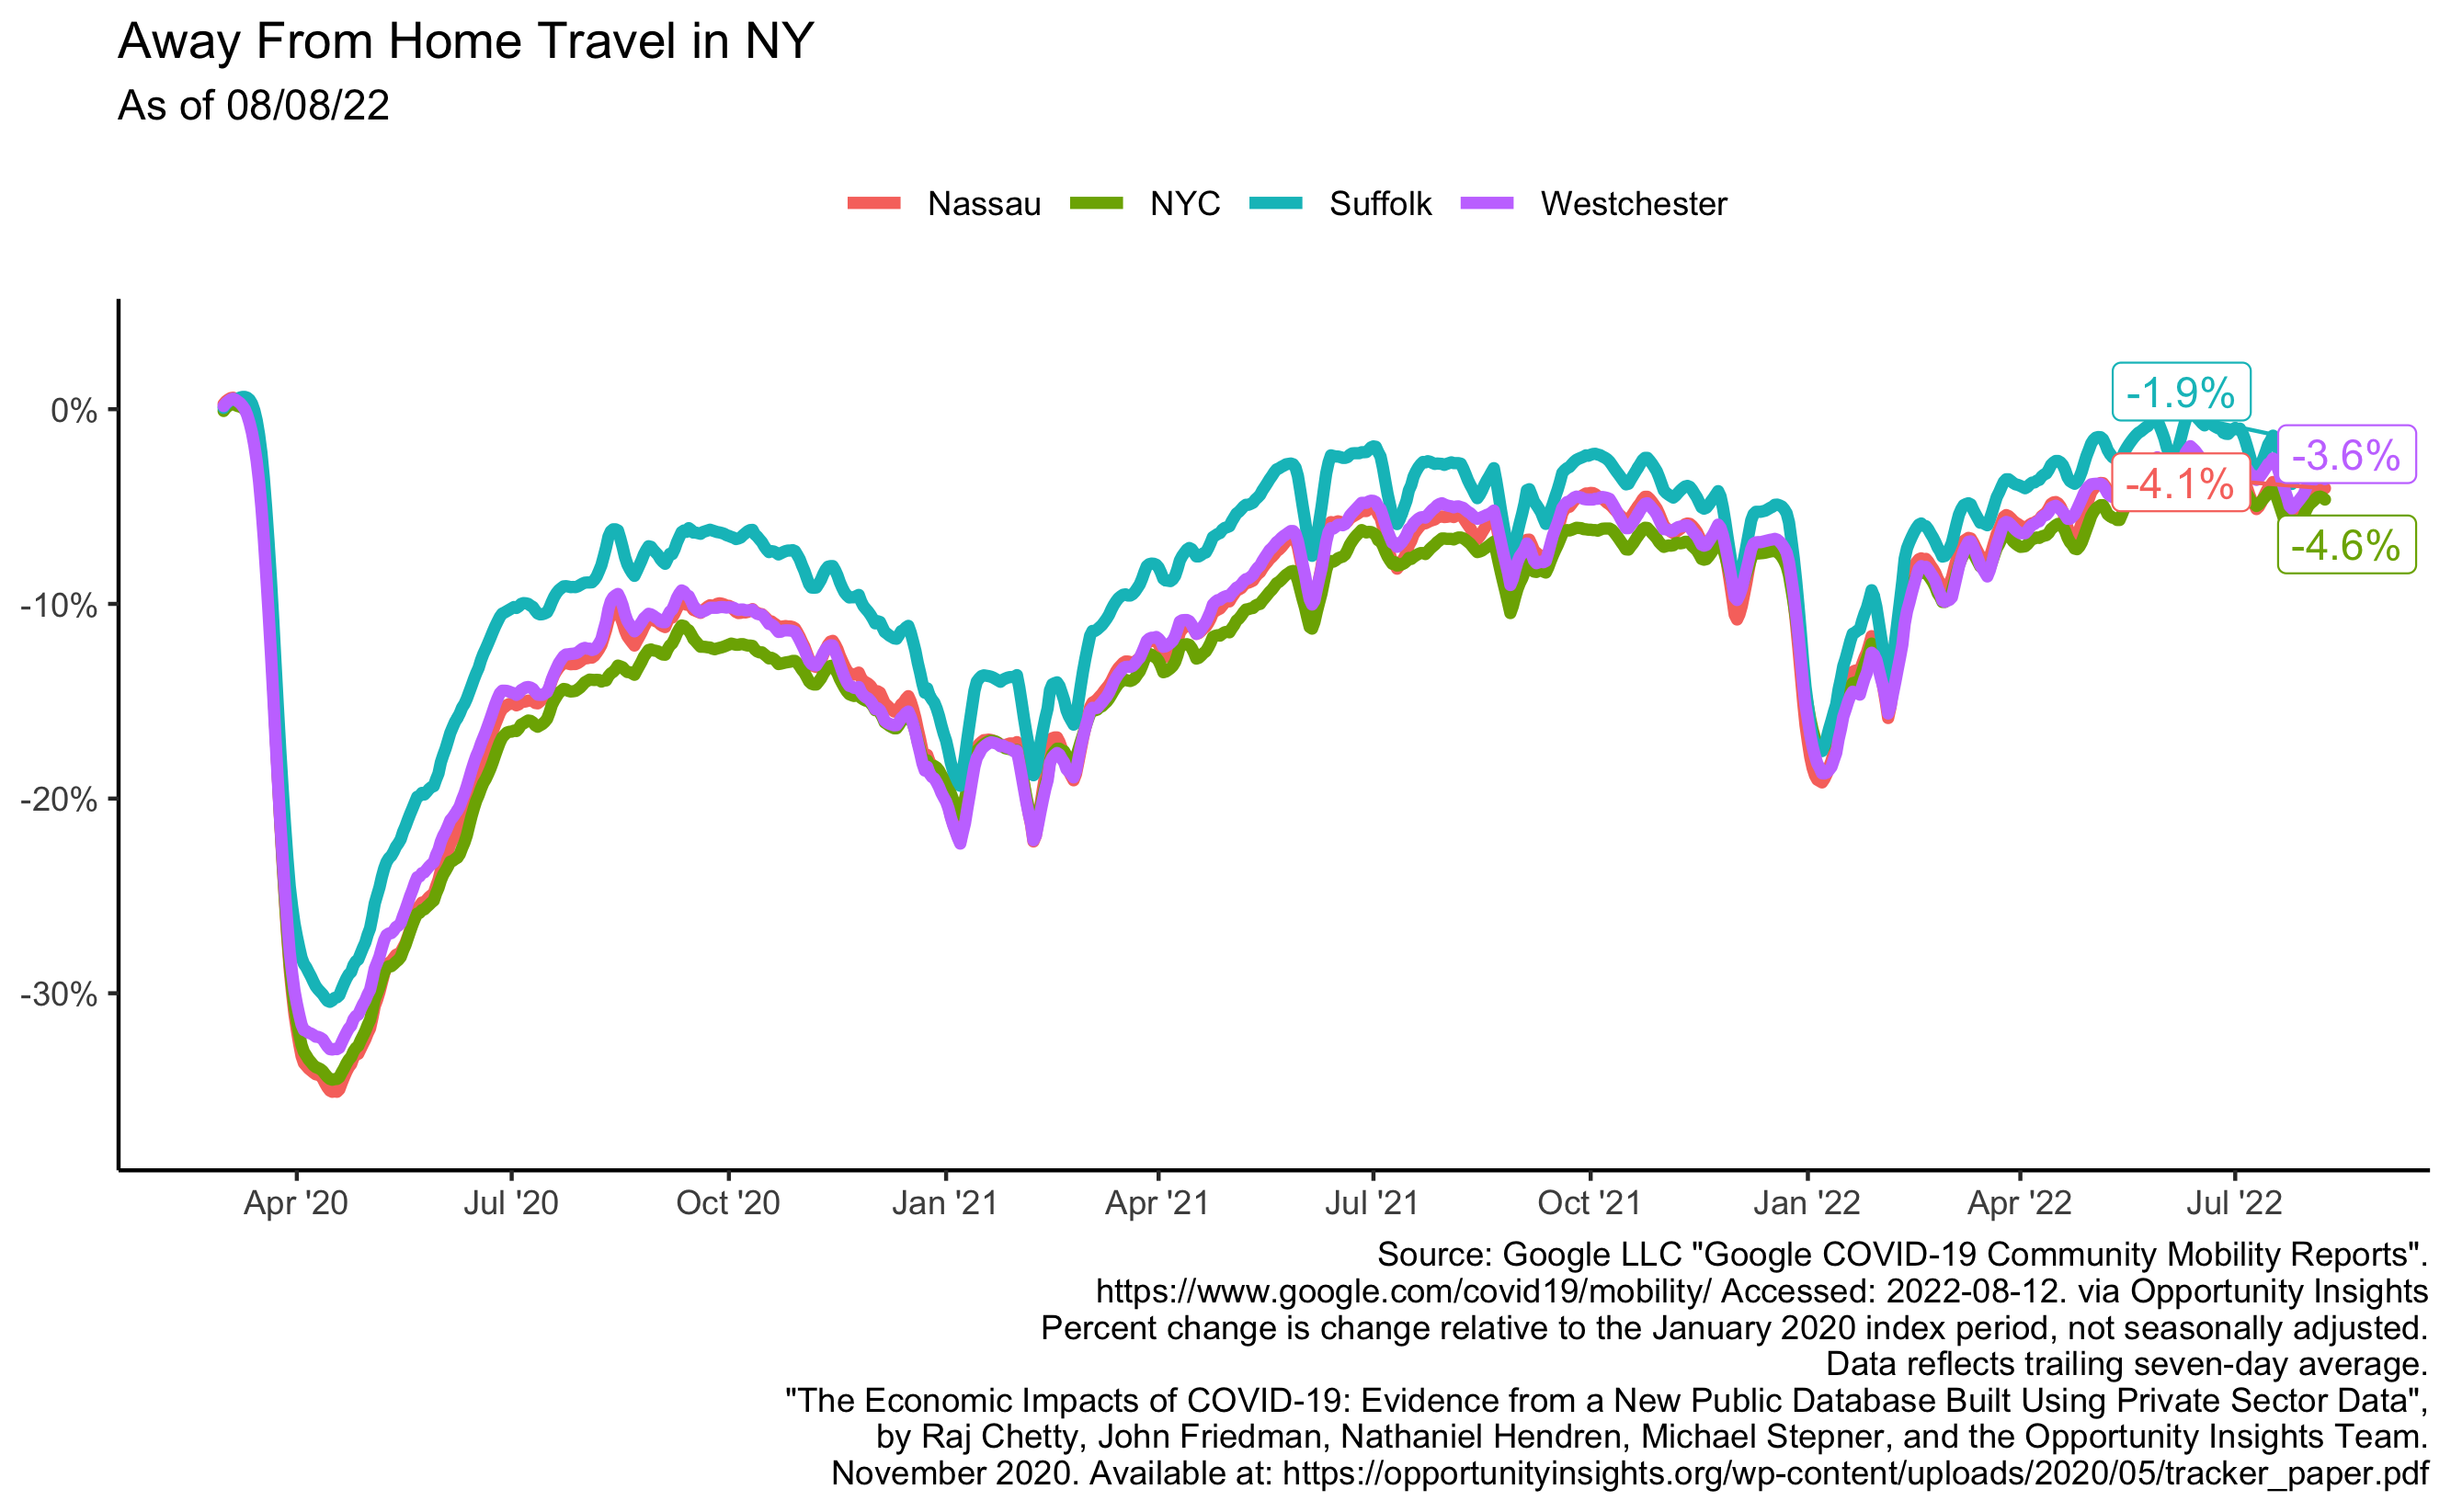 Away From Home Travel in NY
As of 08/08/22
Nassau NYC Suffolk Westchester
0%
-10%
-20%
-30%
-1.9%
-3.6%
-4.1%
-4.6%
Apr '20 Jul '20 Oct '20 Jan '21 Apr '21 Jul '21 Oct '21 Jan '22 Apr '22 Jul '22
Source: Google LLC "Google COVID-19 Community Mobility Reports".
https://www.google.com/covid19/mobility/ Accessed: 2022-08-12. via Opportunity Insights
Percent change is change relative to the January 2020 index period, not seasonally adjusted.
Data reflects trailing seven-day average.
"The Economic Impacts of COVID-19: Evidence from a New Public Database Built Using Private Sector Data",
by Raj Chetty, John Friedman, Nathaniel Hendren, Michael Stepner, and the Opportunity Insights Team.
November 2020. Available at: https://opportunityinsights.org/wp-content/uploads/2020/05/tracker_paper.pdf